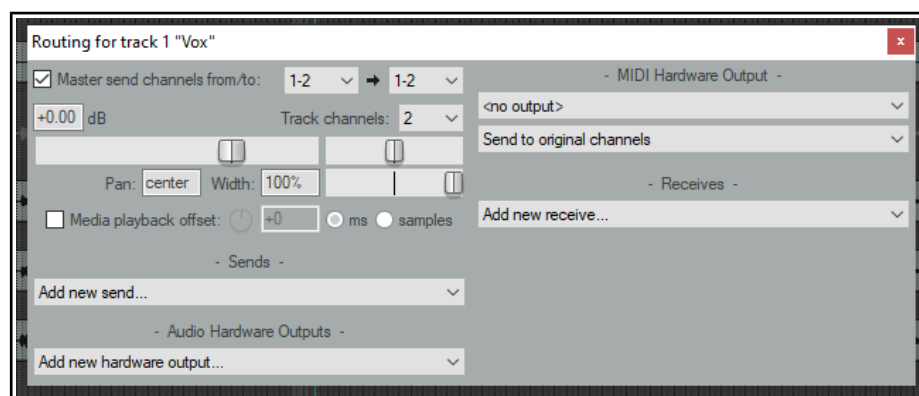 Routing for track 1 "Vox"
x
Master send channels from/to: 1-2 1-2
+0.00 dB Track channels: 2
Pan: center Width: 100%
Media playback offset: +0 ms samples
- Sends -
Add new send...
- Audio Hardware Outputs -
Add new hardware output...
- MIDI Hardware Output -
<no output>
Send to original channels
- Receives -
Add new receive...